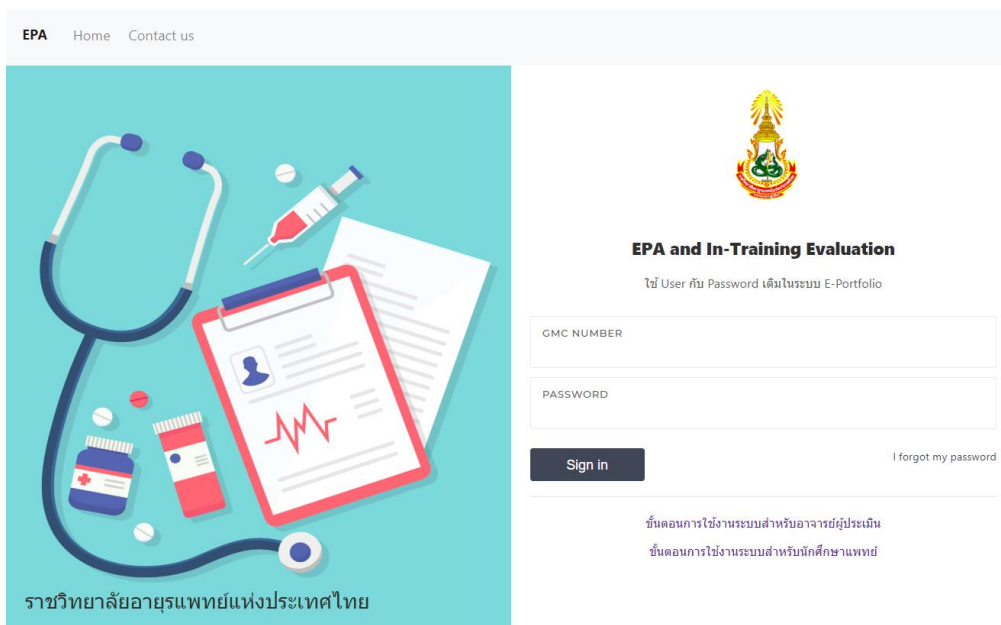 EPA Home Contact us
EPA and In-Training Evaluation
ใช้ User กับ Password เดิมในระบบ E-Portfolio
GMC NUMBER
PASSWORD
Sign in
I forgot my password
ขั้นตอนการใช้งานระบบสำหรับอาจารย์ผู้ประเมิน
ขั้นตอนการใช้งานระบบสำหรับนักศึกษาแพทย์
ราชวิทยาลัยอายุรแพทย์แห่งประเทศไทย